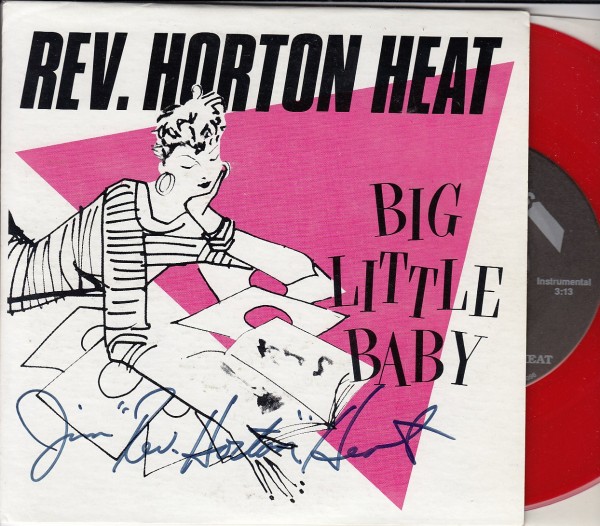 REV. HORTON HEAT
BIG
LITTLE
BABY
Instrumental
3:13
HEAT
Jim "Rev. Horton" Heat